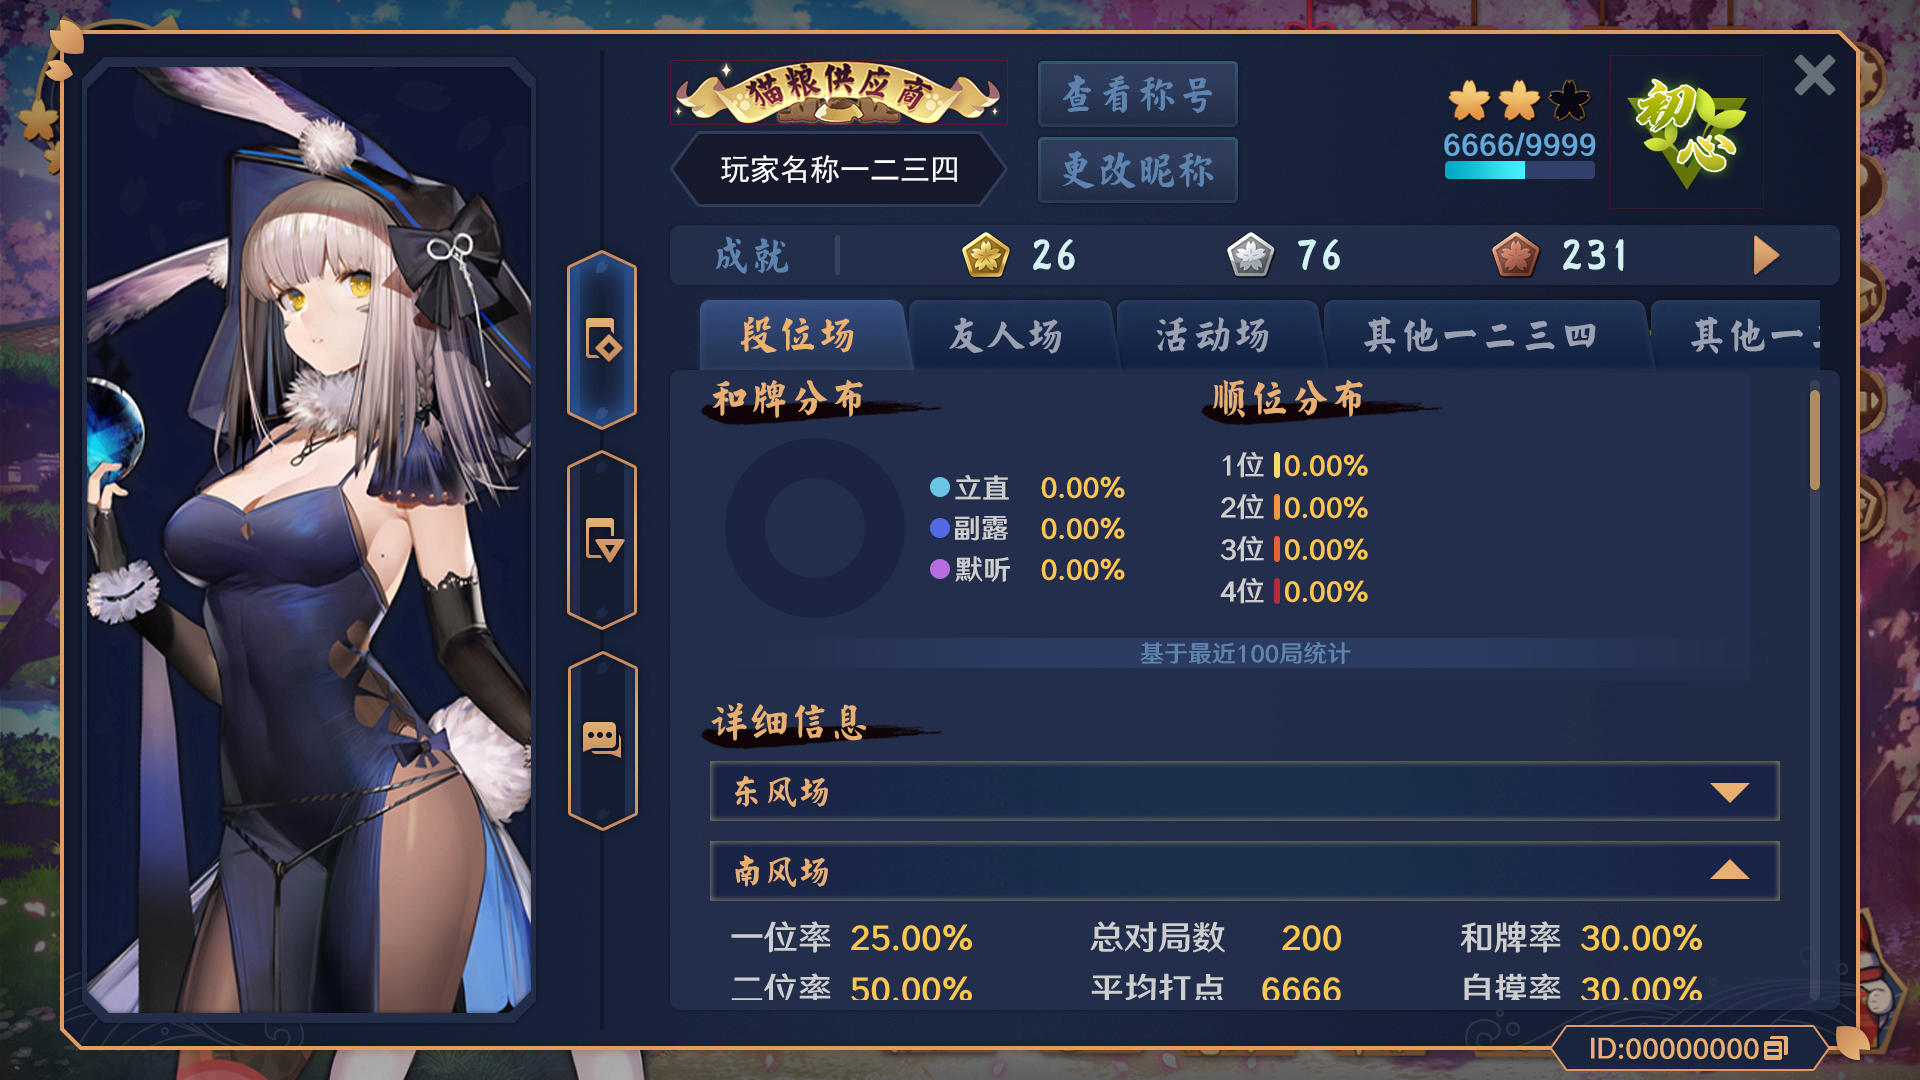 猫粮供应商
查看称号
玩家名称一二三四
更改昵称
6666/9999
初心
成就
26
76
231
段位场
友人场
活动场
其他一二三四
其他一
和牌分布
顺位分布
立直 0.00%
副露 0.00%
默听 0.00%
1位 0.00%
2位 0.00%
3位 0.00%
4位 0.00%
基于最近100局统计
详细信息
东风场
南风场
一位率 25.00% 总对局数 200 和牌率 30.00%
二位率 50.00% 平均打点 6666 自摸率 30.00%
ID:00000000